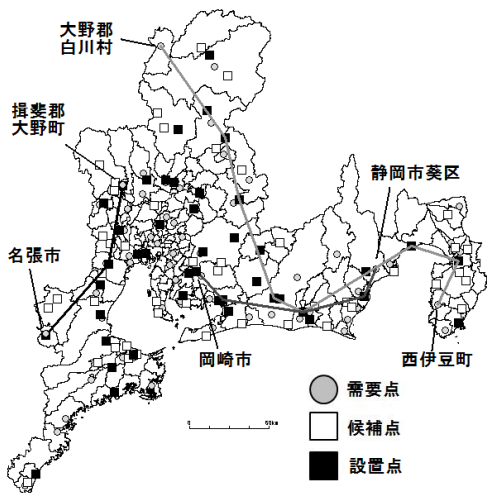 大野郡
白川村
揖斐郡
大野町
静岡市葵区
名張市
岡崎市
西伊豆町
需要点
候補点
設置点